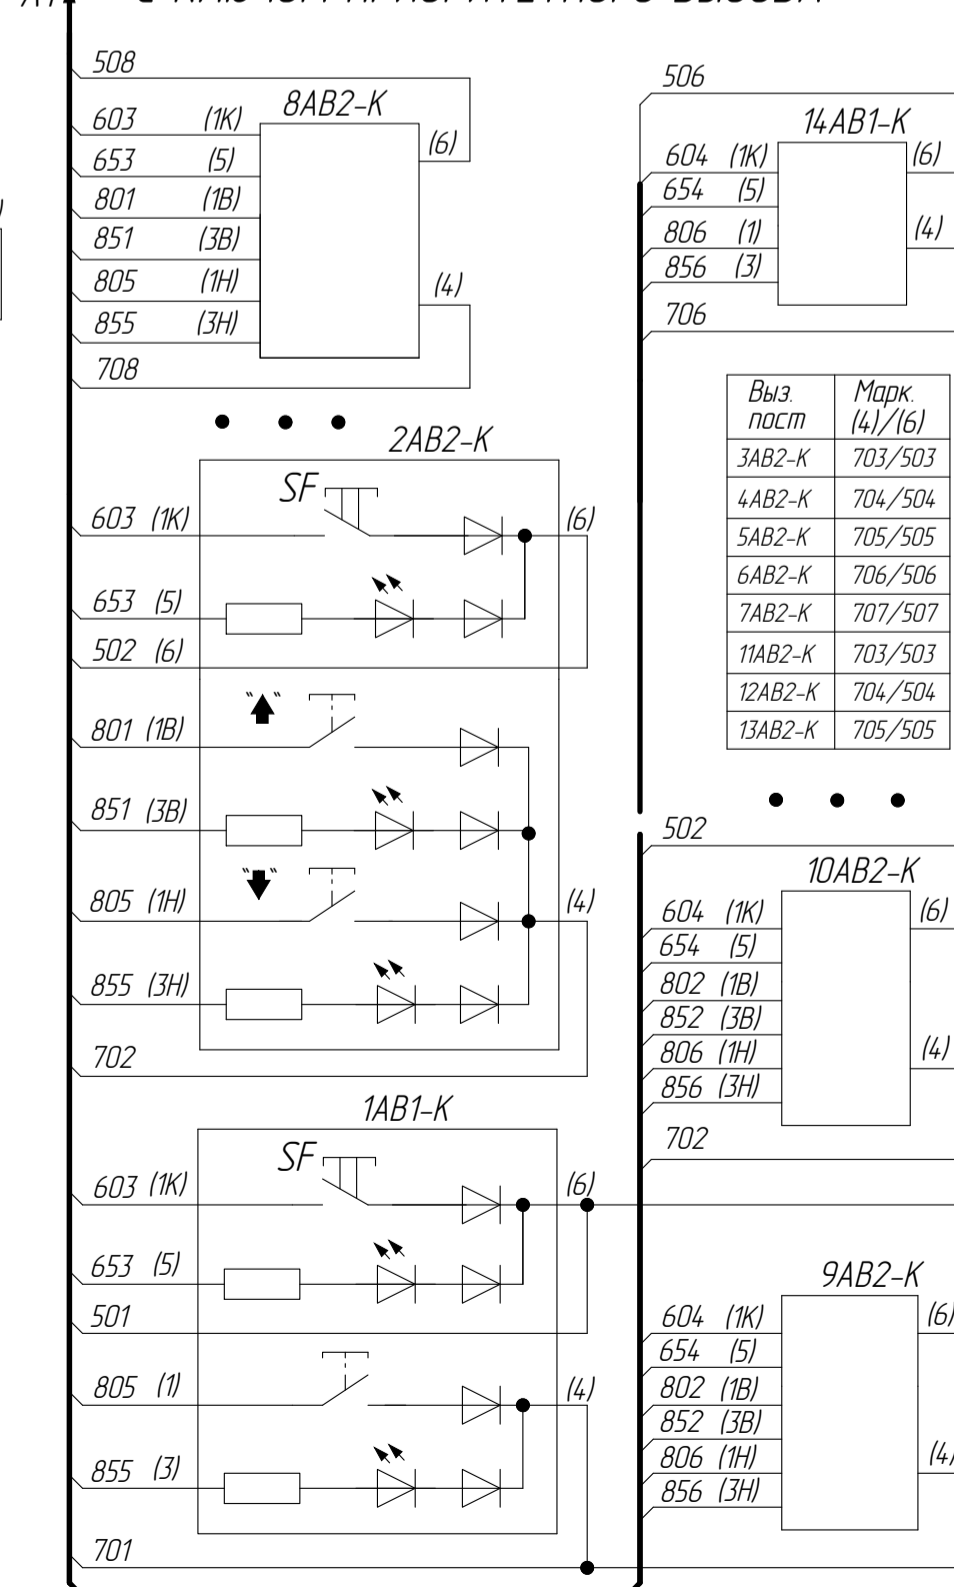 508
8АВ2-К
603 (1К)
(6)
653 (5)
801 (1В)
851 (3В)
805 (1Н)
(4)
855 (3Н)
708
2АВ2-К
SF
603 (1К)
(6)
653 (5)
502 (6)
" "
801 (1В)
851 (3В)
" "
805 (1Н)
(4)
855 (3Н)
702
1АВ1-К
SF
603 (1К)
(6)
653 (5)
501
805 (1)
(4)
855 (3)
701
506
14АВ1-К
604 (1К)
(6)
654 (5)
806 (1)
(4)
856 (3)
706
Выз. пост
Марк. (4)/(6)
3АВ2-К 703/503
4АВ2-К 704/504
5АВ2-К 705/505
6АВ2-К 706/506
7АВ2-К 707/507
11АВ2-К 703/503
12АВ2-К 704/504
13АВ2-К 705/505
502
10АВ2-К
604 (1К)
(6)
654 (5)
802 (1В)
852 (3В)
806 (1Н)
(4)
856 (3Н)
702
9АВ2-К
604 (1К)
(6)
654 (5)
802 (1В)
852 (3В)
806 (1Н)
(4)
856 (3Н)